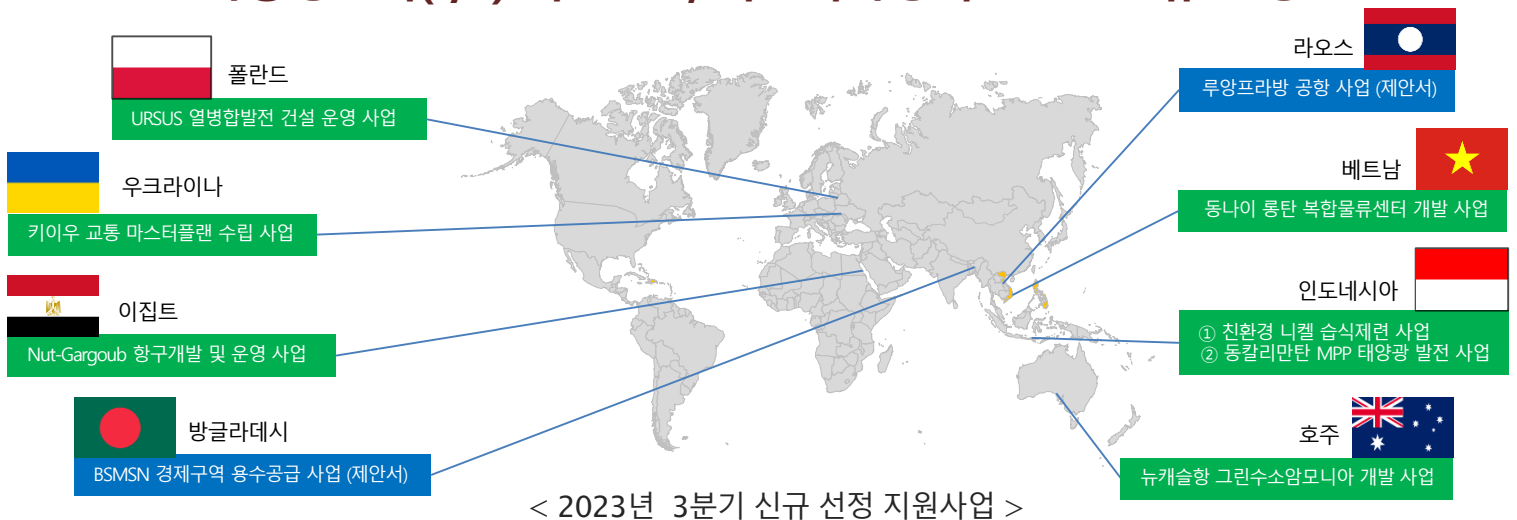 폴란드
URSUS 열병합발전 건설 운영 사업
우크라이나
키이우 교통 마스터플랜 수립 사업
이집트
Nut-Gargoub 항구개발 및 운영 사업
방글라데시
BSMSN 경제구역 용수공급 사업 (제안서)
라오스
루앙프라방 공항 사업 (제안서)
베트남
동나이 롱탄 복합물류센터 개발 사업
인도네시아
① 친환경 니켈 습식제련 사업
② 동칼리만탄 MPP 태양광 발전 사업
호주
뉴캐슬항 그린수소암모니아 개발 사업
< 2023년 3분기 신규 선정 지원사업 >